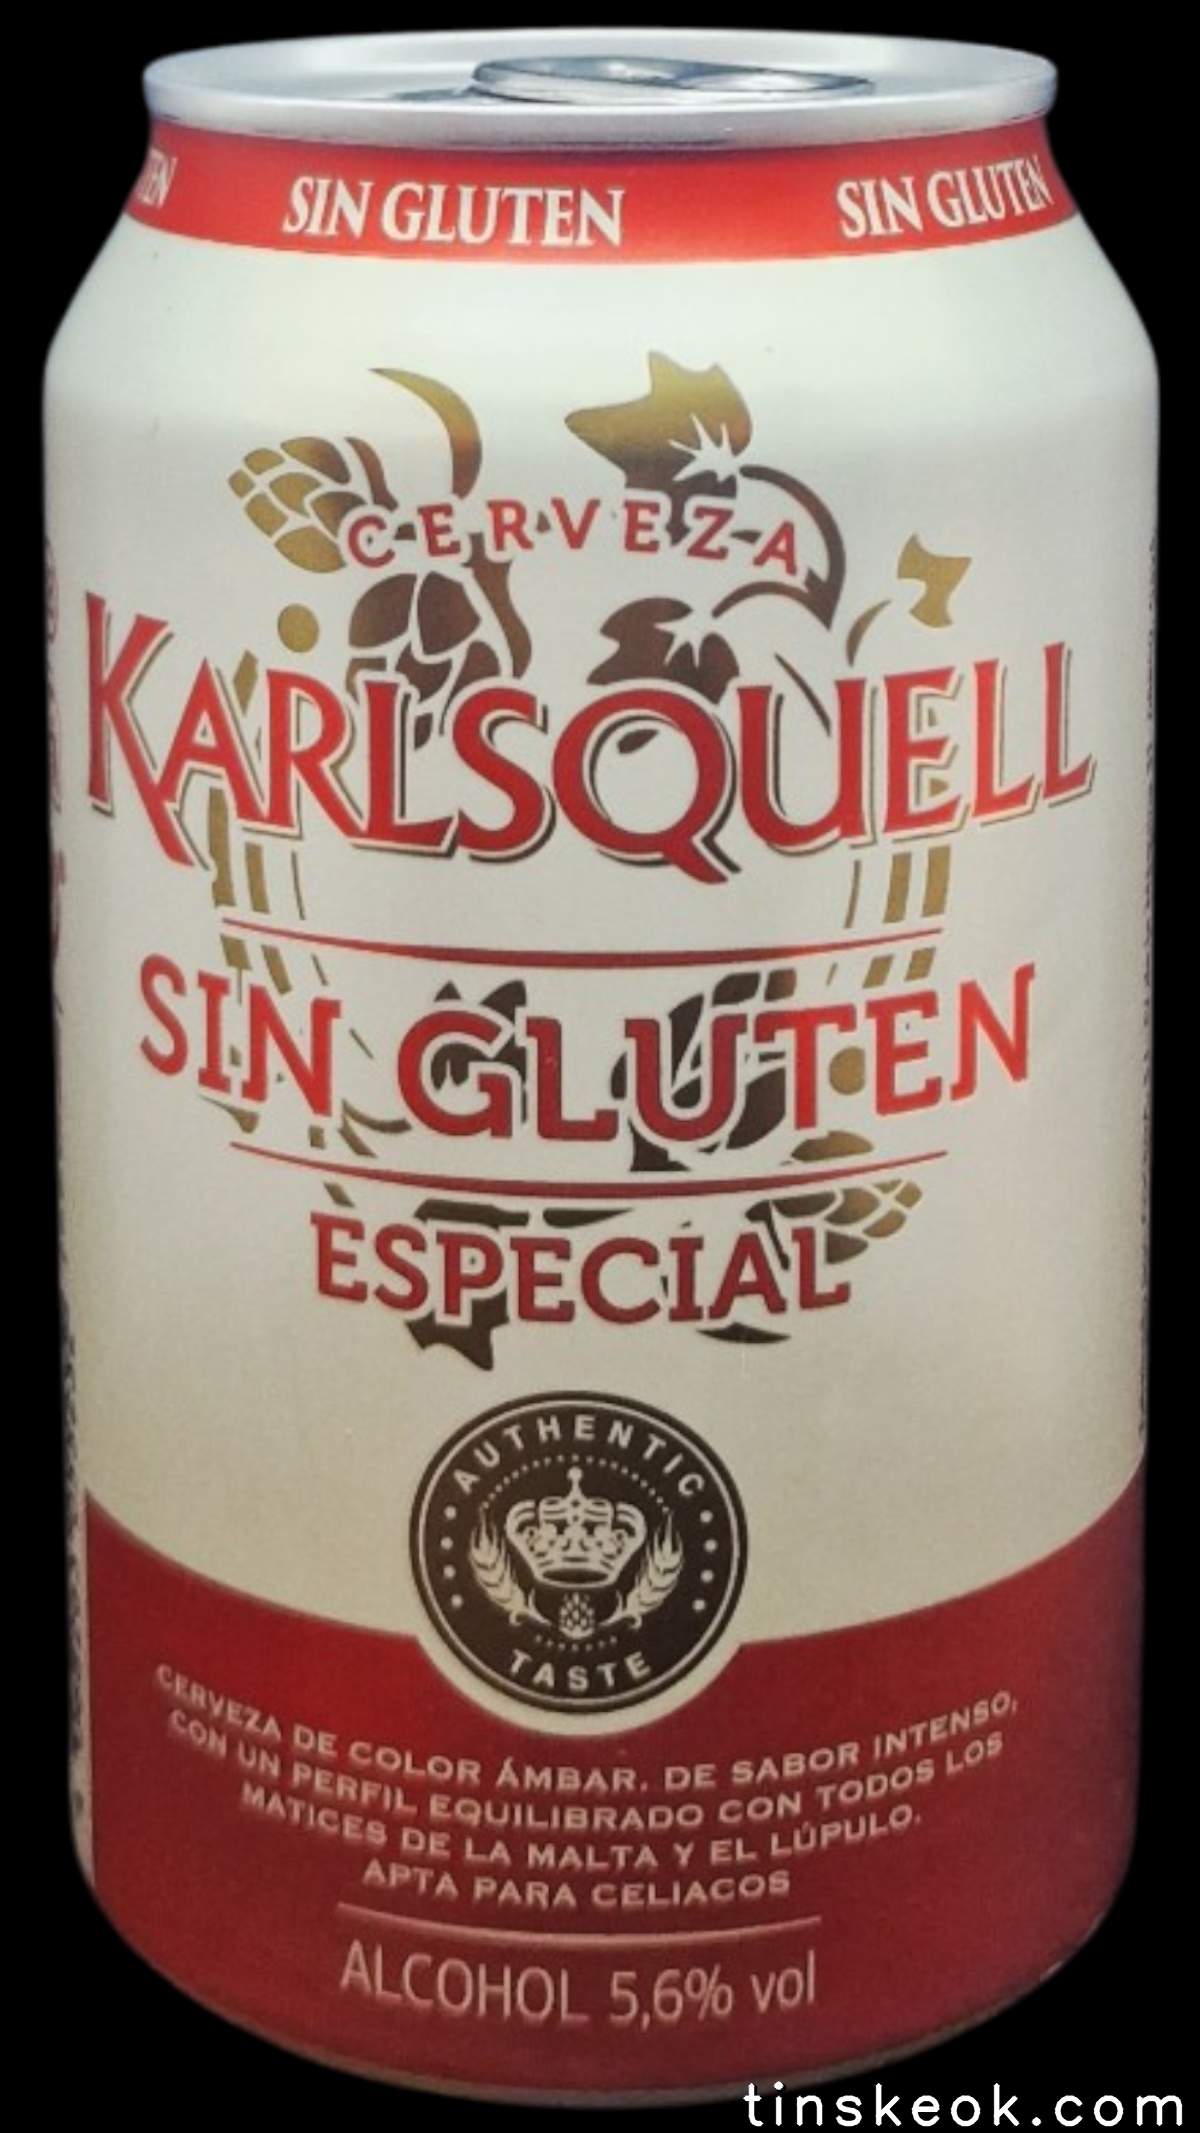 SIN GLUTEN SIN GLUTEN
CERVEZA
KARLSQUELL
SIN GLUTEN
ESPECIAL
AUTHENTIC
TASTE
CERVEZA DE COLOR ÁMBAR, DE SABOR INTENSO,
CON UN PERFIL EQUILIBRADO CON TODOS LOS
MATICES DE LA MALTA Y EL LÚPULO.
APTA PARA CELIACOS
ALCOHOL 5,6% vol
tinskeok.com